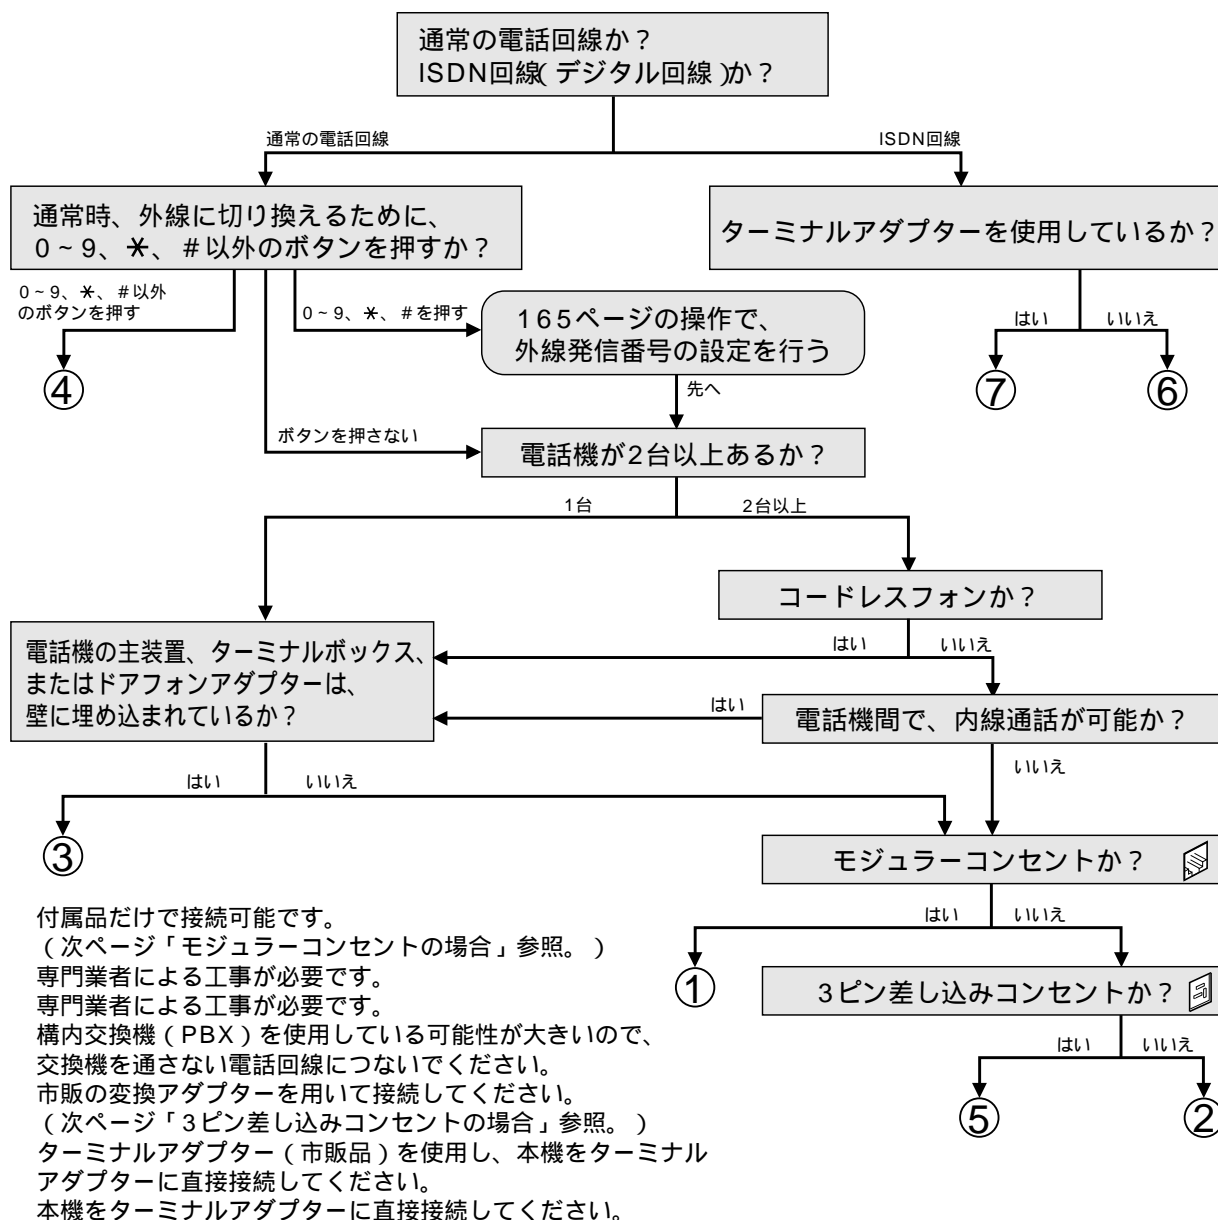 通常の電話回線か？
ISDN回線(デジタル回線)か？
通常の電話回線
ISDN回線
通常時、外線に切り換えるために、
0～9、＊、＃以外のボタンを押すか？
ターミナルアダプターを使用しているか？
0～9、＊、＃以外
のボタンを押す
0～9、＊、＃を押す
165ページの操作で、
外線発信番号の設定を行う
はい
いいえ
④
⑦
⑥
先へ
ボタンを押さない
電話機が2台以上あるか？
1台
2台以上
コードレスフォンか？
はい
いいえ
電話機の主装置、ターミナルボックス、
またはドアフォンアダプターは、
壁に埋め込まれているか？
はい
電話機間で、内線通話が可能か？
いいえ
はい
いいえ
③
モジュラーコンセントか？
はい
いいえ
①
3ピン差し込みコンセントか？
はい
いいえ
⑤
②
付属品だけで接続可能です。
（次ページ「モジュラーコンセントの場合」参照。）
専門業者による工事が必要です。
専門業者による工事が必要です。
構内交換機（PBX）を使用している可能性が大きいので、
交換機を通さない電話回線につないでください。
市販の変換アダプターを用いて接続してください。
（次ページ「3ピン差し込みコンセントの場合」参照。）
ターミナルアダプター（市販品）を使用し、本機をターミナル
アダプターに直接接続してください。
本機をターミナルアダプターに直接接続してください。